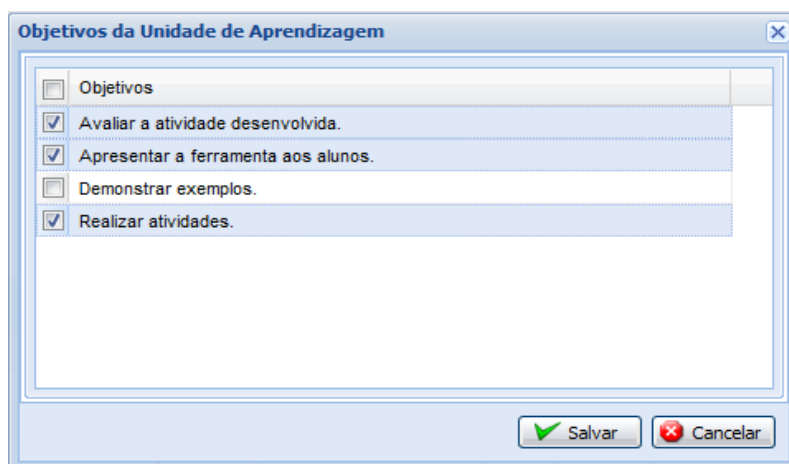 Objetivos da Unidade de Aprendizagem
Objetivos
Avaliar a atividade desenvolvida.
Apresentar a ferramenta aos alunos.
Demonstrar exemplos.
Realizar atividades.
Salvar Cancelar